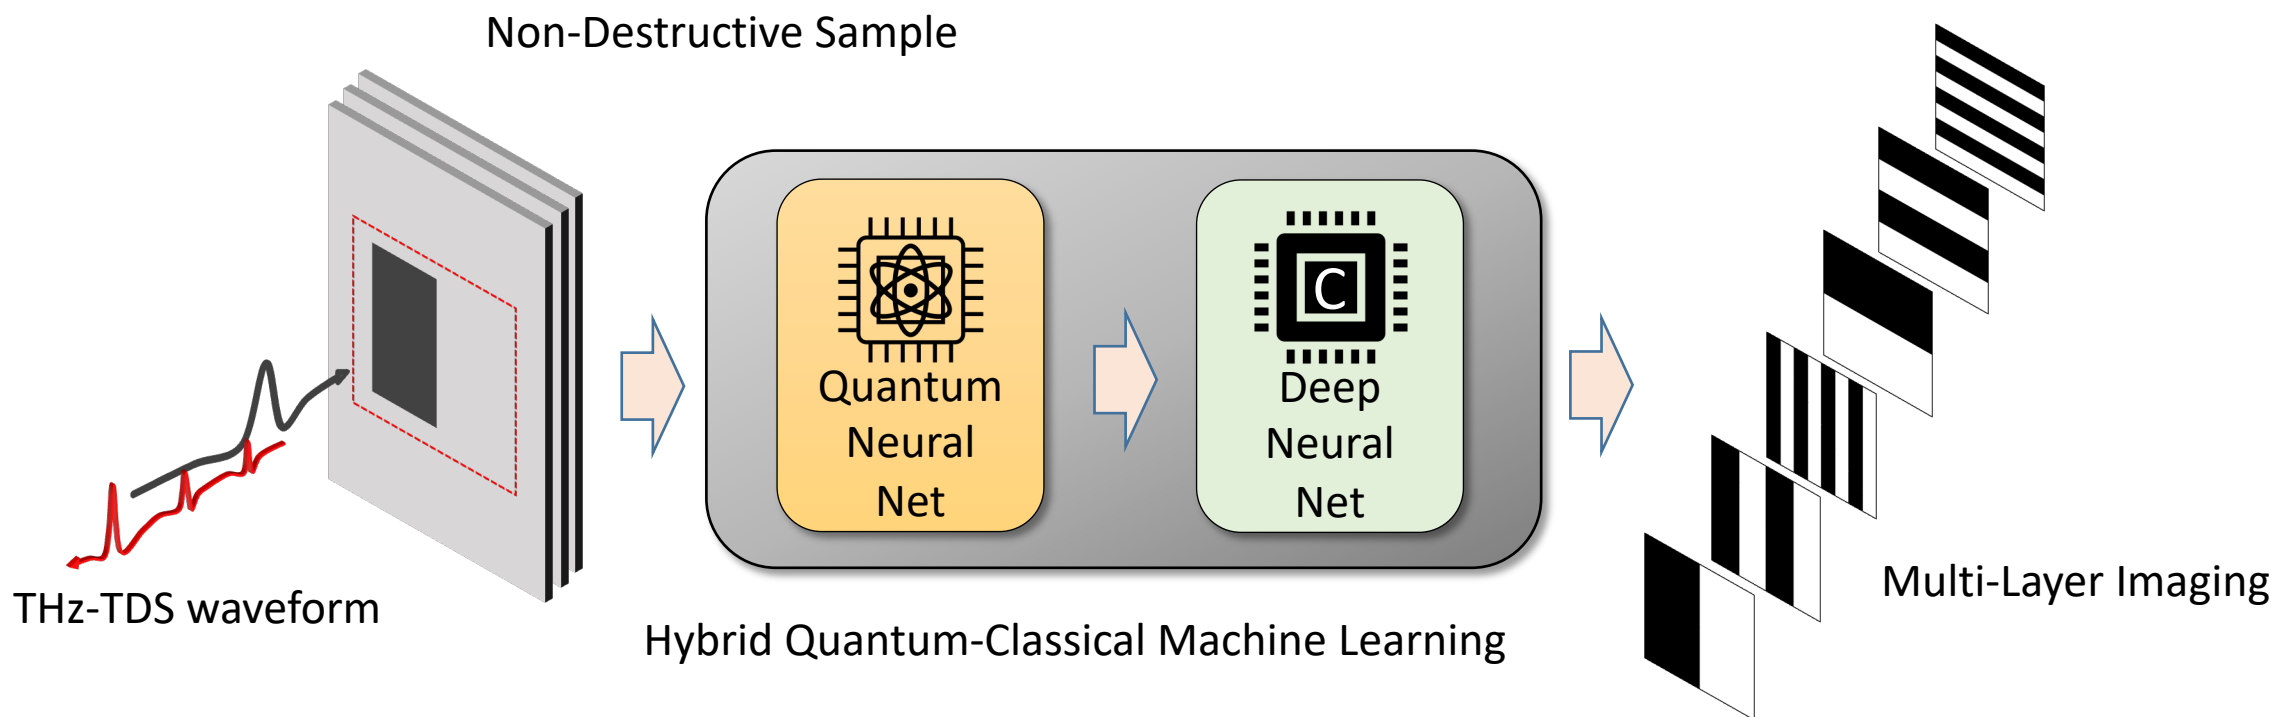 Non-Destructive Sample
THz-TDS waveform
Quantum
Neural
Net
C
Deep
Neural
Net
Hybrid Quantum-Classical Machine Learning
Multi-Layer Imaging